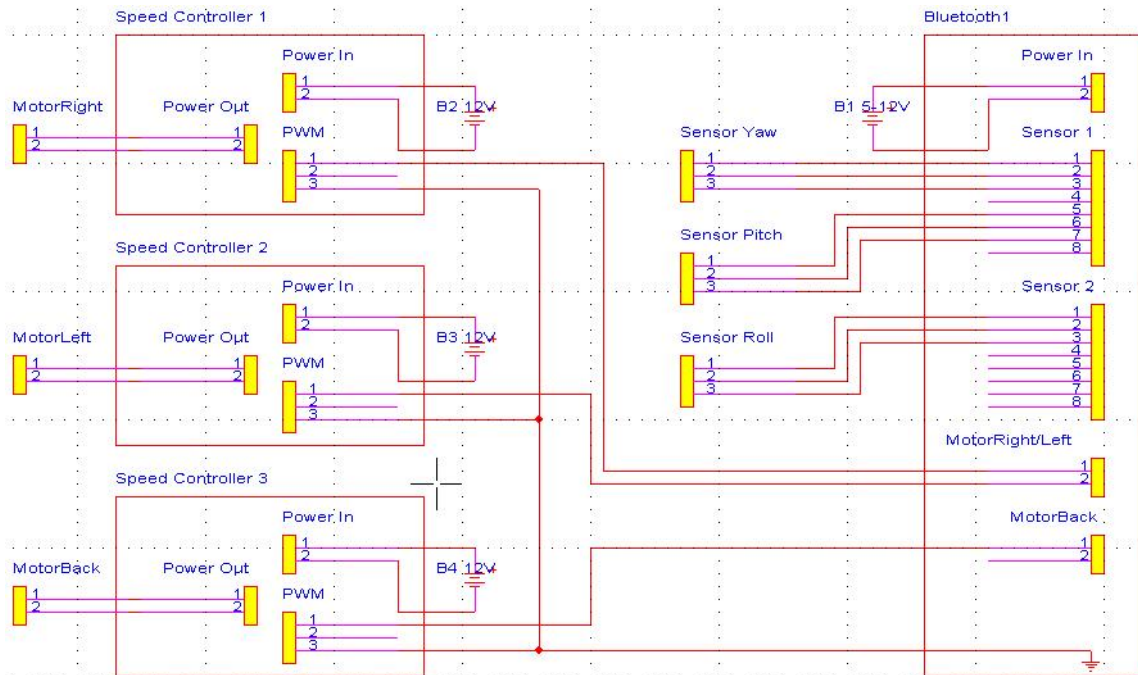 Speed Controller 1
Bluetooth1
Power In
1
2
MotorRight
1
2
Power Out
1
2
B2 12V
PWM
1
2
3
B1 5-12V
Power In
1
2
Sensor Yaw
1
2
3
Sensor 1
1
2
3
4
5
6
7
8
Sensor Pitch
1
2
3
Speed Controller 2
Power In
1
2
MotorLeft
1
2
Power Out
1
2
B3 12V
PWM
1
2
3
Sensor Roll
1
2
3
Sensor 2
1
2
3
4
5
6
7
8
MotorRight/Left
1
2
Speed Controller 3
Power In
1
2
MotorBack
1
2
Power Out
1
2
B4 12V
PWM
1
2
3
MotorBack
1
2